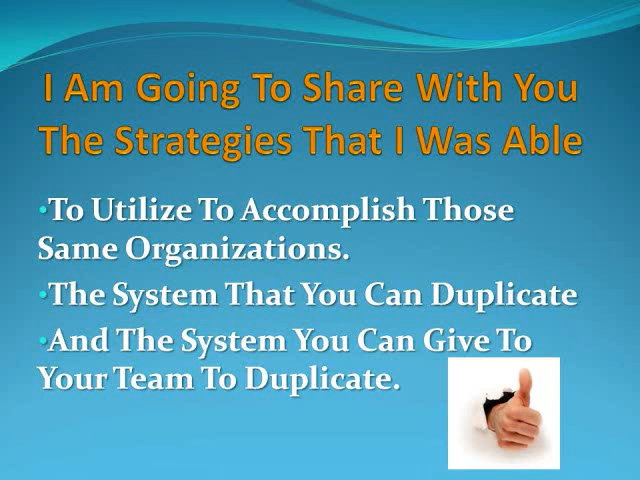 I Am Going To Share With You
The Strategies That I Was Able
•To Utilize To Accomplish Those
Same Organizations.
•The System That You Can Duplicate
•And The System You Can Give To
Your Team To Duplicate.